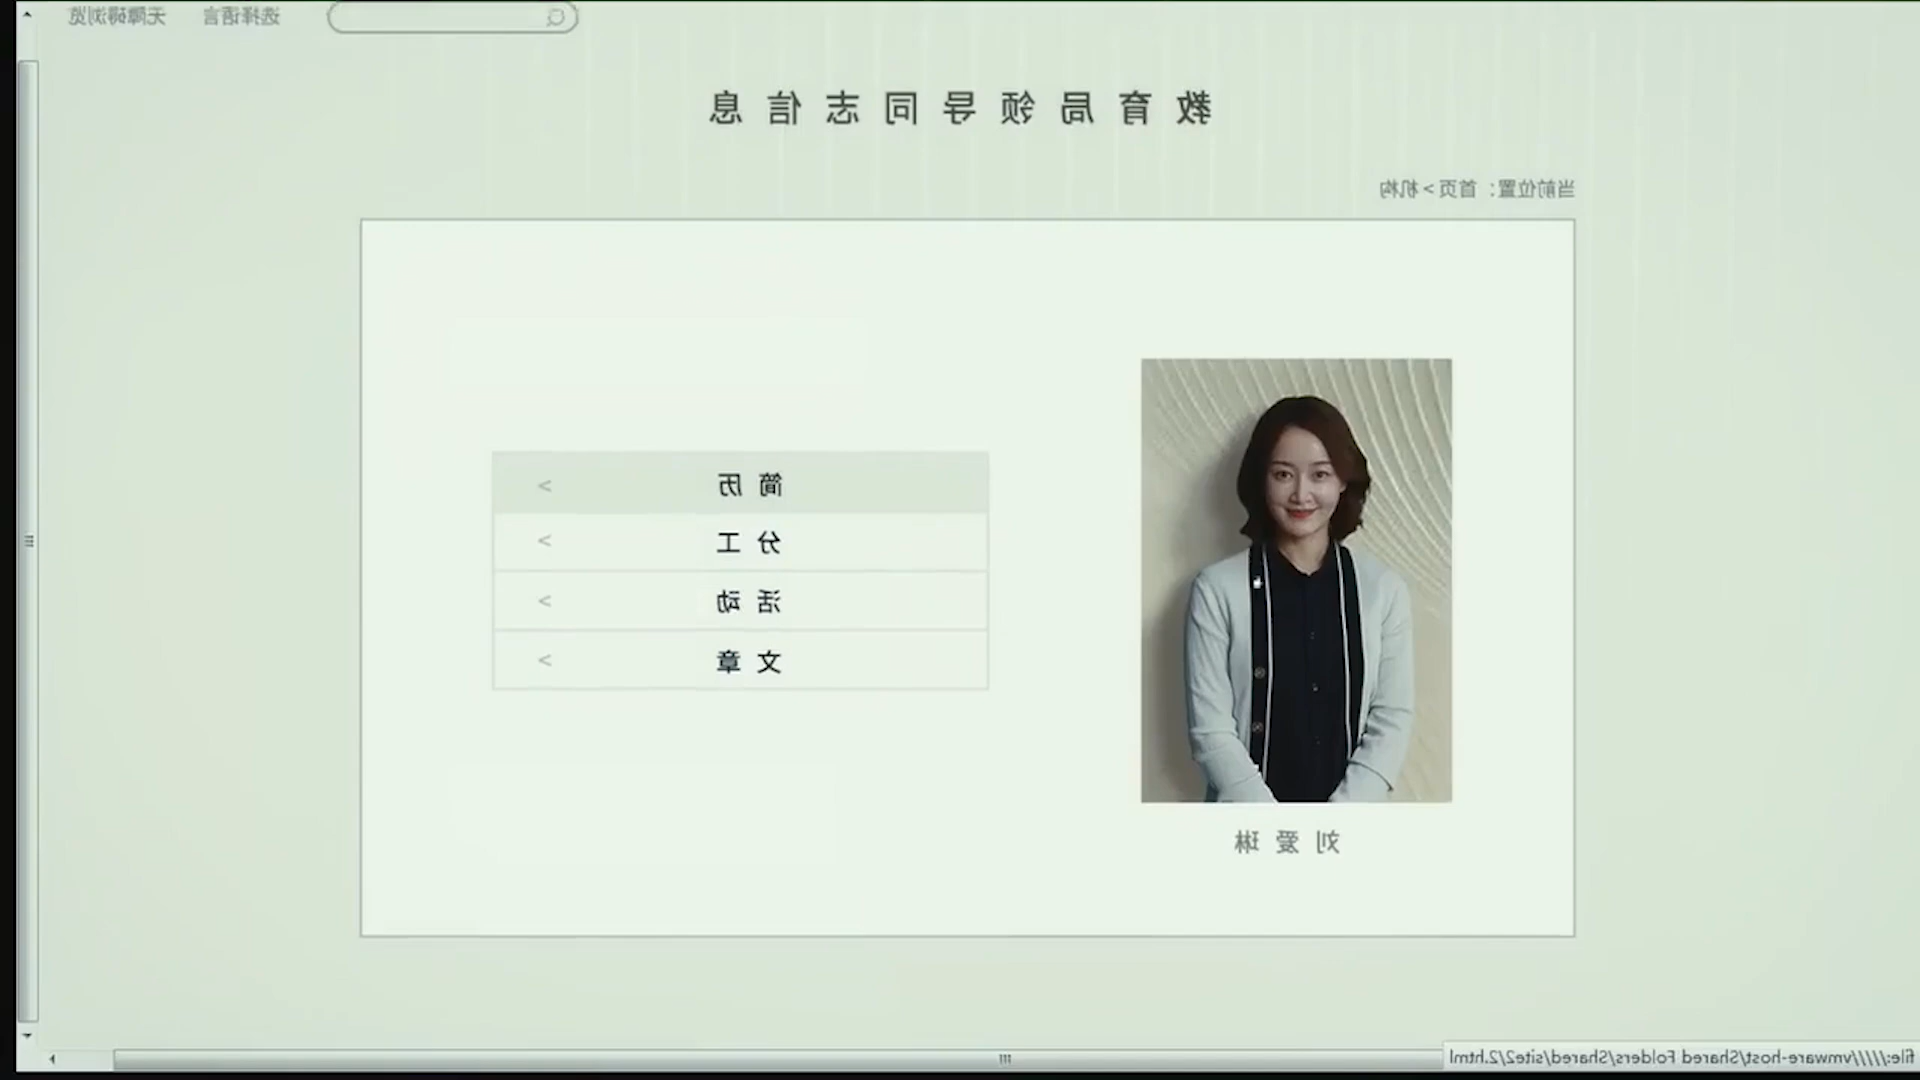 选择语言 无障碍浏览
教育局领导同志信息
当前位置：首页 > 机构
简历 >
分工 >
活动 >
文章 >
刘爱琳
file://///vmware-host/Shared Folders/Shared/site2/2.html